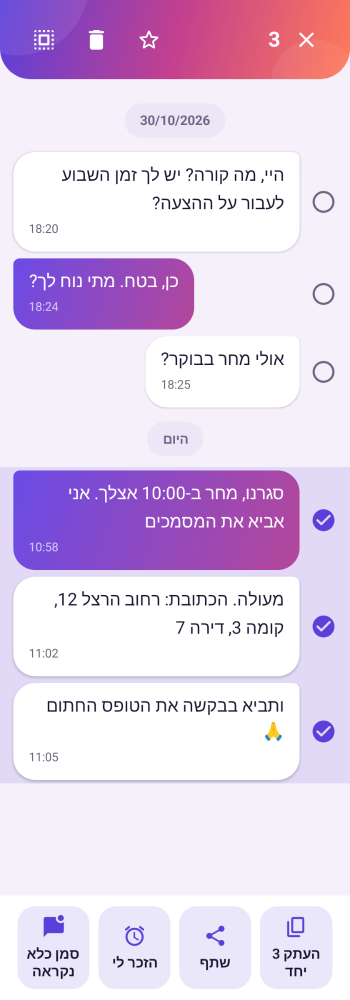 3
30/10/2026
היי, מה קורה? יש לך זמן השבוע
לעבור על ההצעה?
18:20
כן, בטח. מתי נוח לך?
18:24
אולי מחר בבוקר?
18:25
היום
סגרנו, מחר ב-10:00 אצלך. אני
אביא את המסמכים
10:58
מעולה. הכתובת: רחוב הרצל 12,
קומה 3, דירה 7
11:02
ותביא בבקשה את הטופס החתום
🙏
11:05
העתק 3
יחד
שתף
הזכר לי
סמן כלא
נקראה